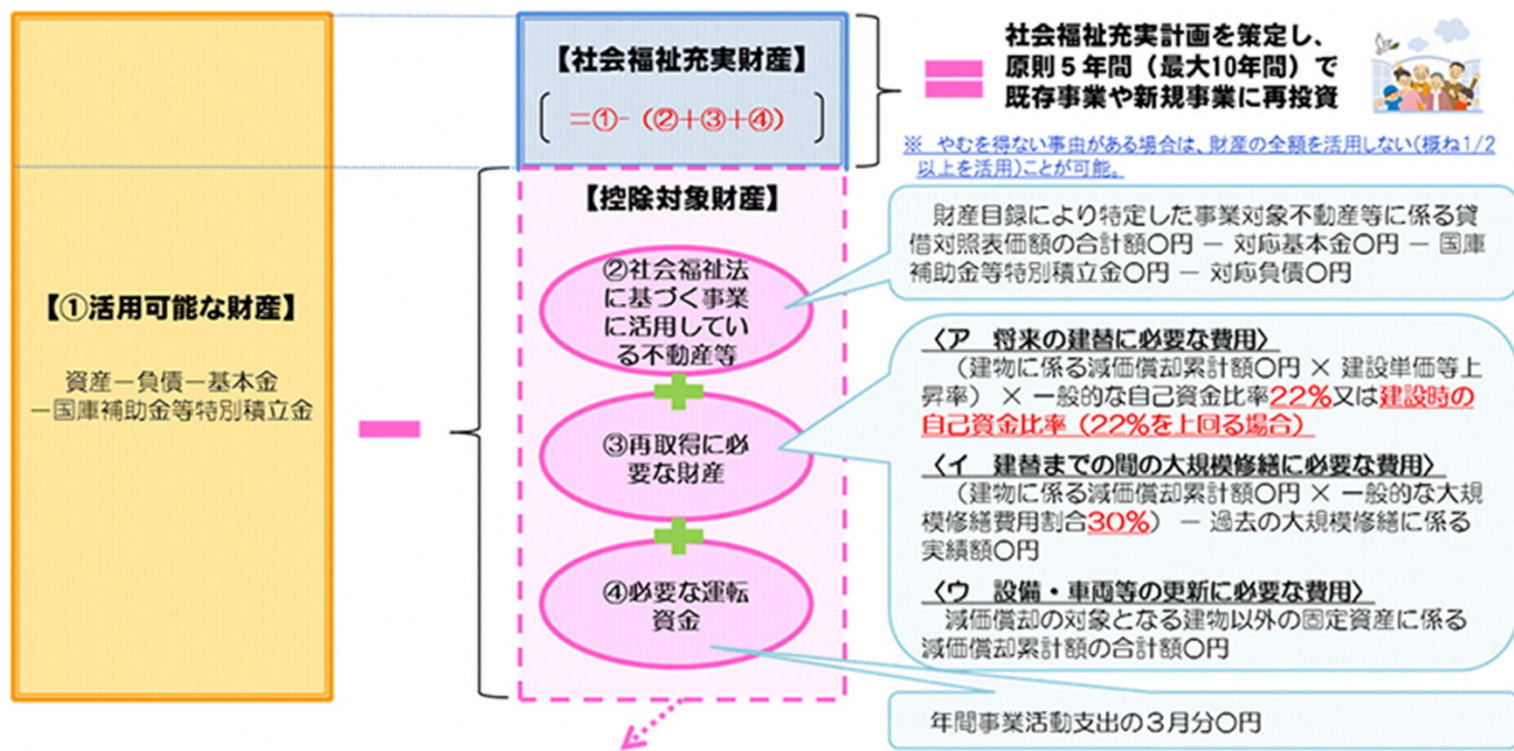 【①活用可能な財産】
資産－負債－基本金
－国庫補助金等特別積立金
【社会福祉充実財産】
＝①-（②+③+④）
【控除対象財産】
②社会福祉法
に基づく事業
に活用してい
る不動産等
③再取得に必
要な財産
④必要な運転
資金
社会福祉充実計画を策定し、
原則５年間（最大10年間）で
既存事業や新規事業に再投資
※　やむを得ない事由がある場合は、財産の全額を活用しない（概ね1/2
以上を活用）ことが可能。
財産目録により特定した事業対象不動産等に係る貸
借対照表価額の合計額〇円 － 対応基本金〇円 － 国庫
補助金等特別積立金〇円 － 対応負債〇円
〈ア　将来の建替に必要な費用〉
（建物に係る減価償却累計額〇円 × 建設単価等上
昇率） × 一般的な自己資金比率22%又は建設時の
自己資金比率（22%を上回る場合）
〈イ　建替までの間の大規模修繕に必要な費用〉
（建物に係る減価償却累計額〇円 × 一般的な大規
模修繕費用割合30%） － 過去の大規模修繕に係る
実績額〇円
〈ウ　設備・車両等の更新に必要な費用〉
減価償却の対象となる建物以外の固定資産に係る
減価償却累計額の合計額〇円
年間事業活動支出の３月分〇円